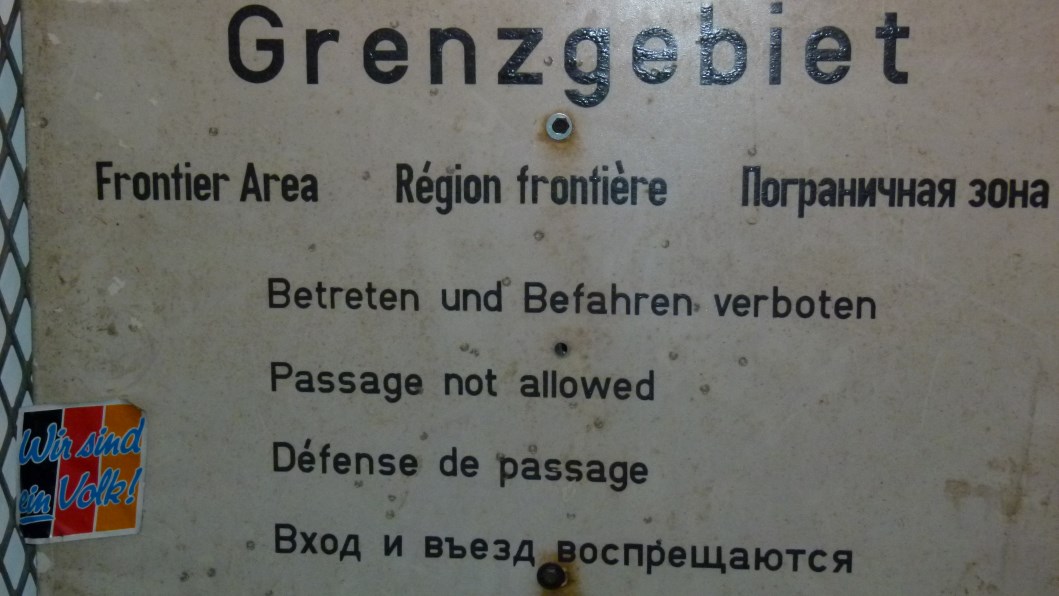 Grenzgebiet
Frontier Area Région frontière Пограничная зона
Betreten und Befahren verboten
Passage not allowed
Défense de passage
Вход и въезд воспрещаются
Wir sind
ein Volk!